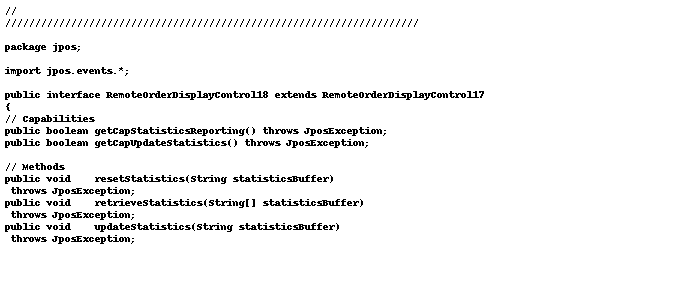 //
/////////////////////////////////////////////////////////////////////
package jpos;
import jpos.events.*;
public interface RemoteOrderDisplayControl18 extends RemoteOrderDisplayControl17
{
// Capabilities
public boolean getCapStatisticsReporting() throws JposException;
public boolean getCapUpdateStatistics() throws JposException;
// Methods
public void    resetStatistics(String statisticsBuffer)
 throws JposException;
public void    retrieveStatistics(String[] statisticsBuffer)
 throws JposException;
public void    updateStatistics(String statisticsBuffer)
 throws JposException;